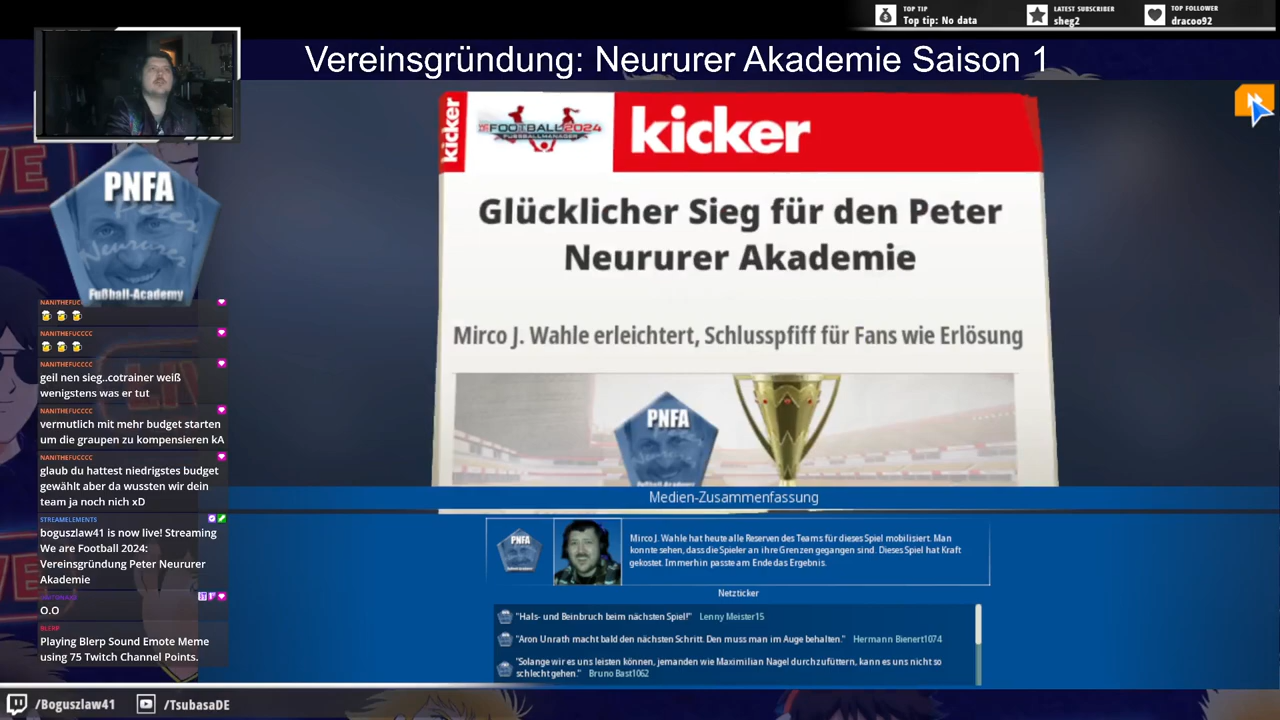 TOP TIP
Top tip: No data
LATEST SUBSCRIBER
sheg2
TOP FOLLOWER
dracoo92
Vereinsgründung: Neururer Akademie Saison 1
kicker
FOOTBALL 2024
FUSSBALLMANAGER
kicker
Glücklicher Sieg für den Peter
Neururer Akademie
Mirco J. Wahle erleichtert, Schlusspfiff für Fans wie Erlösung
PNFA
PNFA
Peter
Neururer
Fußball-Academy
NANITHEFUC
NANITHEFUCCCC
NANITHEFUCCCC
geil nen sieg..cotrainer weiß
wenigstens was er tut
NANITHEFUCCCC
vermutlich mit mehr budget starten
um die graupen zu kompensieren kA
NANITHEFUCCCC
glaub du hattest niedrigstes budget
gewählt aber da wussten wir dein
team ja noch nich xD
STREAMELEMENTS
boguszlaw41 is now live! Streaming
We are Football 2024:
Vereinsgründung Peter Neururer
Akademie
O.O
BLERP
Playing Blerp Sound Emote Meme
using 75 Twitch Channel Points.
Medien-Zusammenfassung
PNFA
Mirco J. Wahle hat heute alle Reserven des Teams für dieses Spiel mobilisiert. Man
konnte sehen, dass die Spieler an ihre Grenzen gegangen sind. Dieses Spiel hat Kraft
gekostet. Immerhin passte am Ende das Ergebnis.
Netzticker
"Hals- und Beinbruch beim nächsten Spiel!" Lenny Meister15
"Aron Unrath macht bald den nächsten Schritt. Den muss man im Auge behalten." Hermann Bienert1074
"Solange wir es uns leisten können, jemanden wie Maximilian Nagel durchzufüttern, kann es uns nicht so
schlecht gehen." Bruno Bast1062
/Boguszlaw41
/TsubasaDE